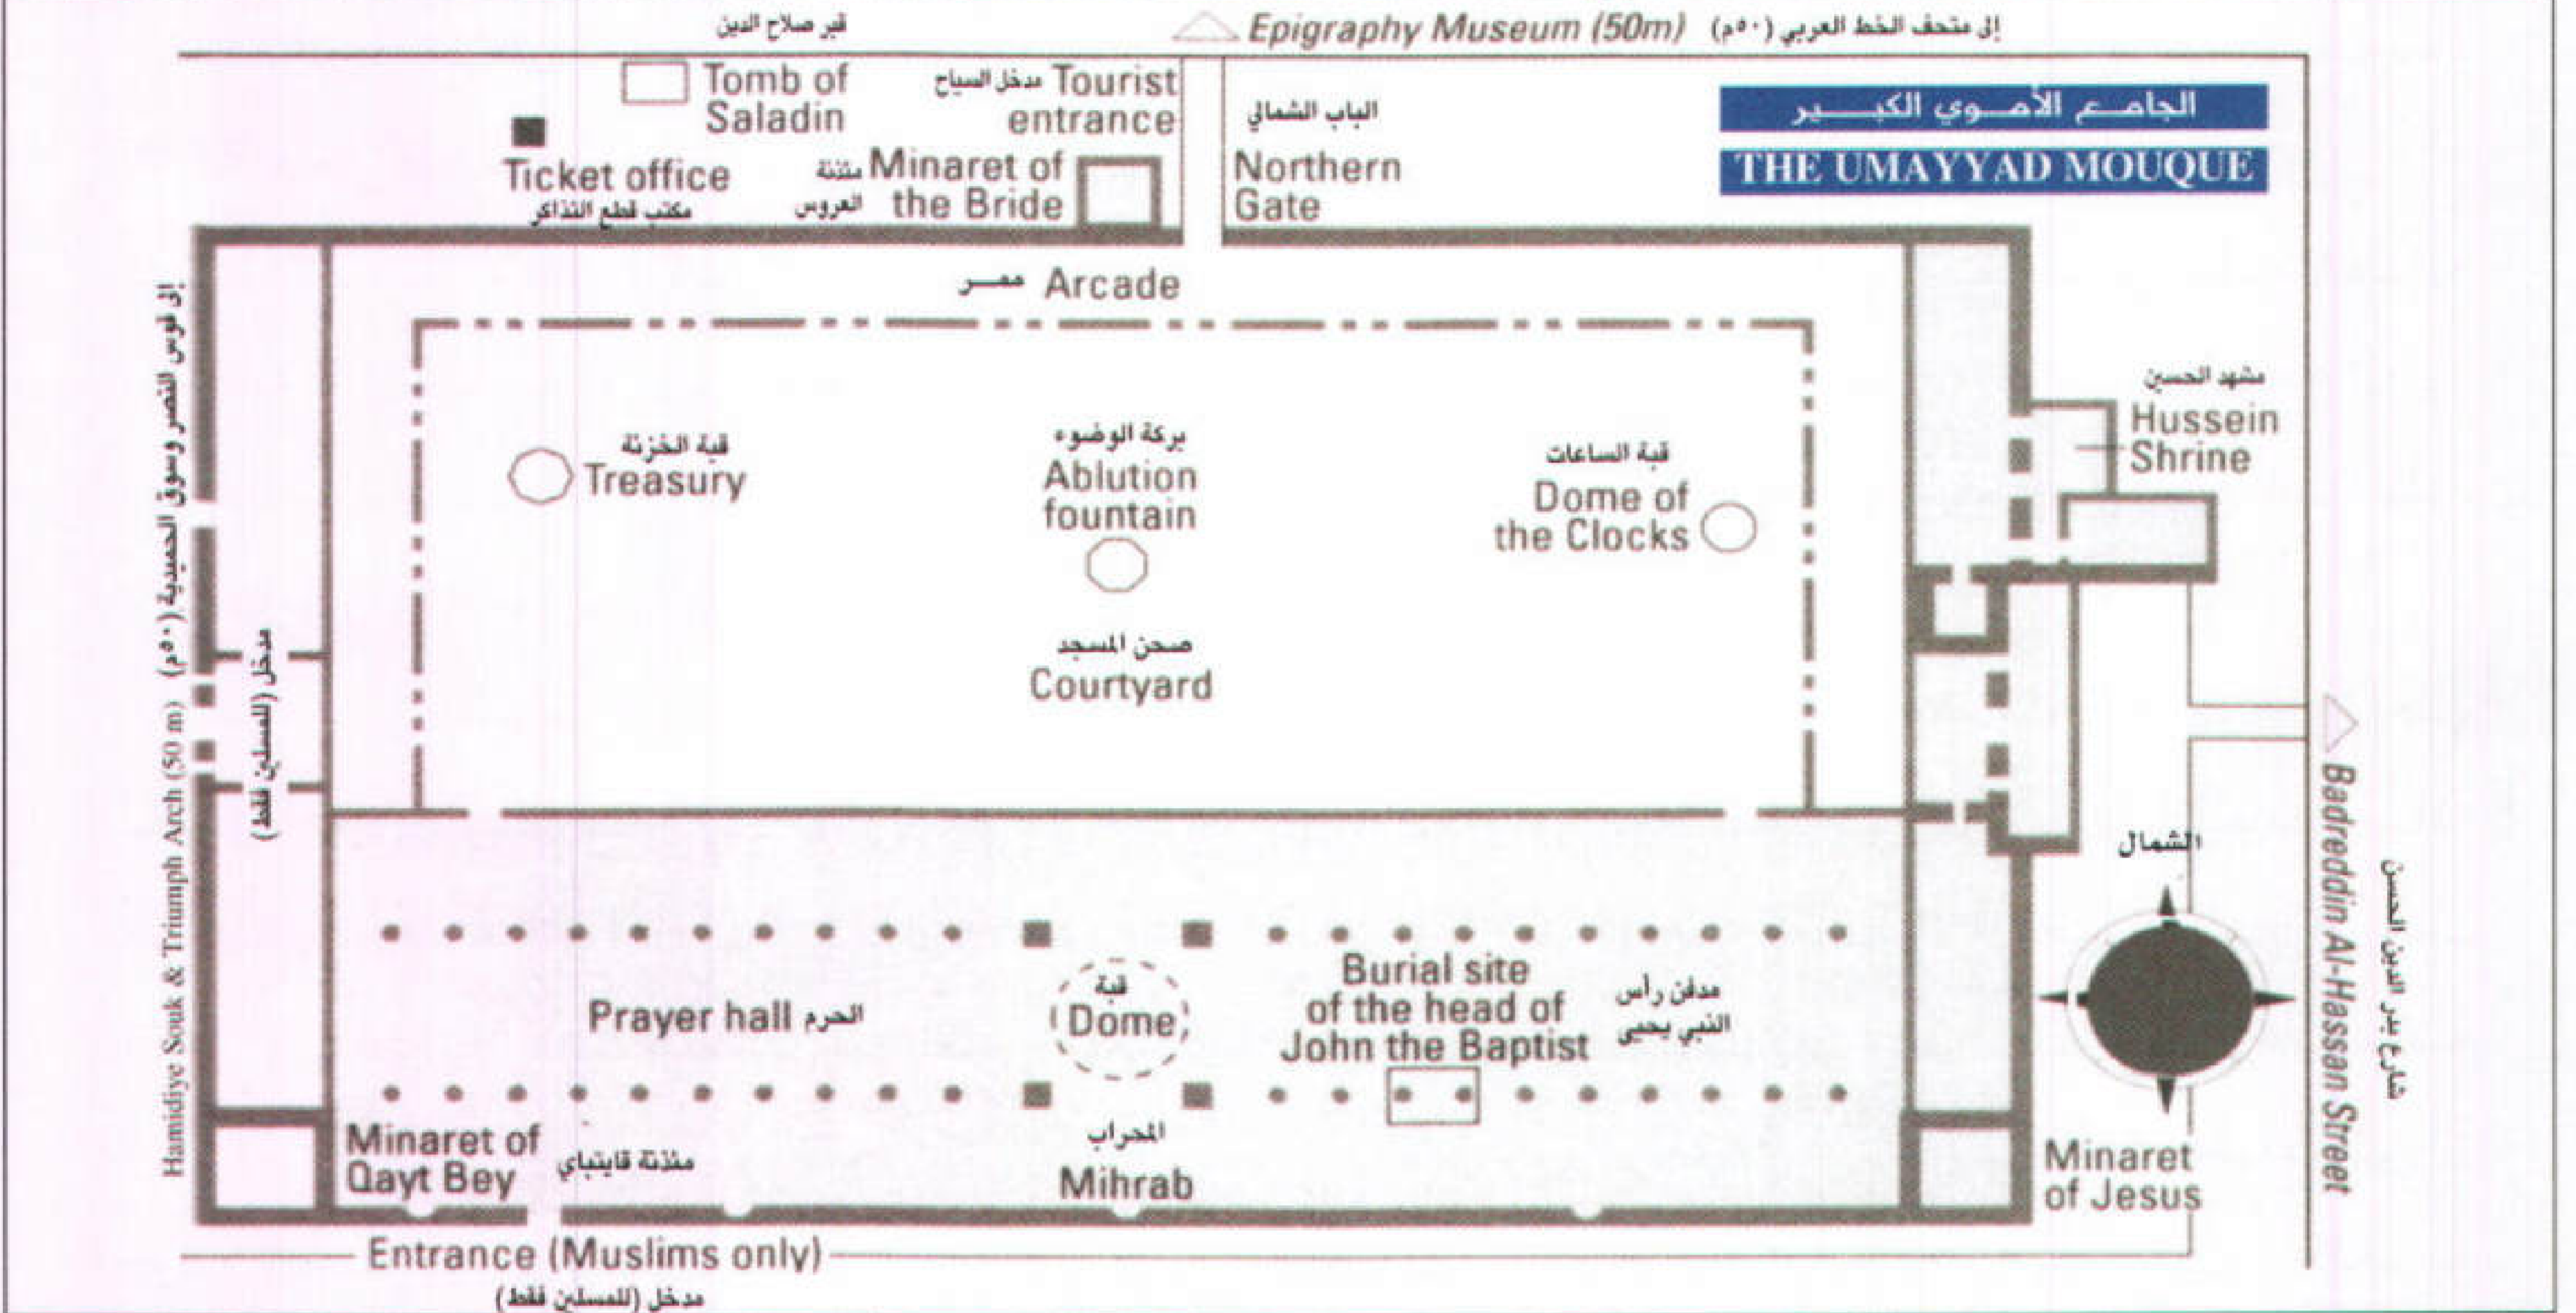 قبر صلاح الدين
Epigraphy Museum (50m) إلى متحف الخط العربي (٥٠م)
Tomb of
Saladin
مدخل السياح Tourist
entrance
الباب الشمالي
Northern
Gate
الجامع الأموي الكبير
THE UMAYYAD MOUQUE
Ticket office
مكتب قطع التذاكر
مئذنة Minaret of
العروس the Bride
ممر Arcade
إلى قوس النصر وسوق الحميدية (٥٠م)
Hamidiye Souk & Triumph Arch (50 m)
مدخل (للمسلين فقط)
قبة الخزنة
Treasury
بركة الوضوء
Ablution
fountain
قبة الساعات
Dome of
the Clocks
مشهد الحسين
Hussein
Shrine
صحن المسجد
Courtyard
الشمال
Badreddin Al-Hassan Street
شارع بدر الدين الحسن
Prayer hall الحرم
قبة
Dome
Burial site
of the head of
John the Baptist
مدفن رأس
النبي يحيى
Minaret of
Qayt Bey
مئذنة قايتباي
المحراب
Mihrab
Minaret
of Jesus
Entrance (Muslims only)
مدخل (للمسلين فقط)